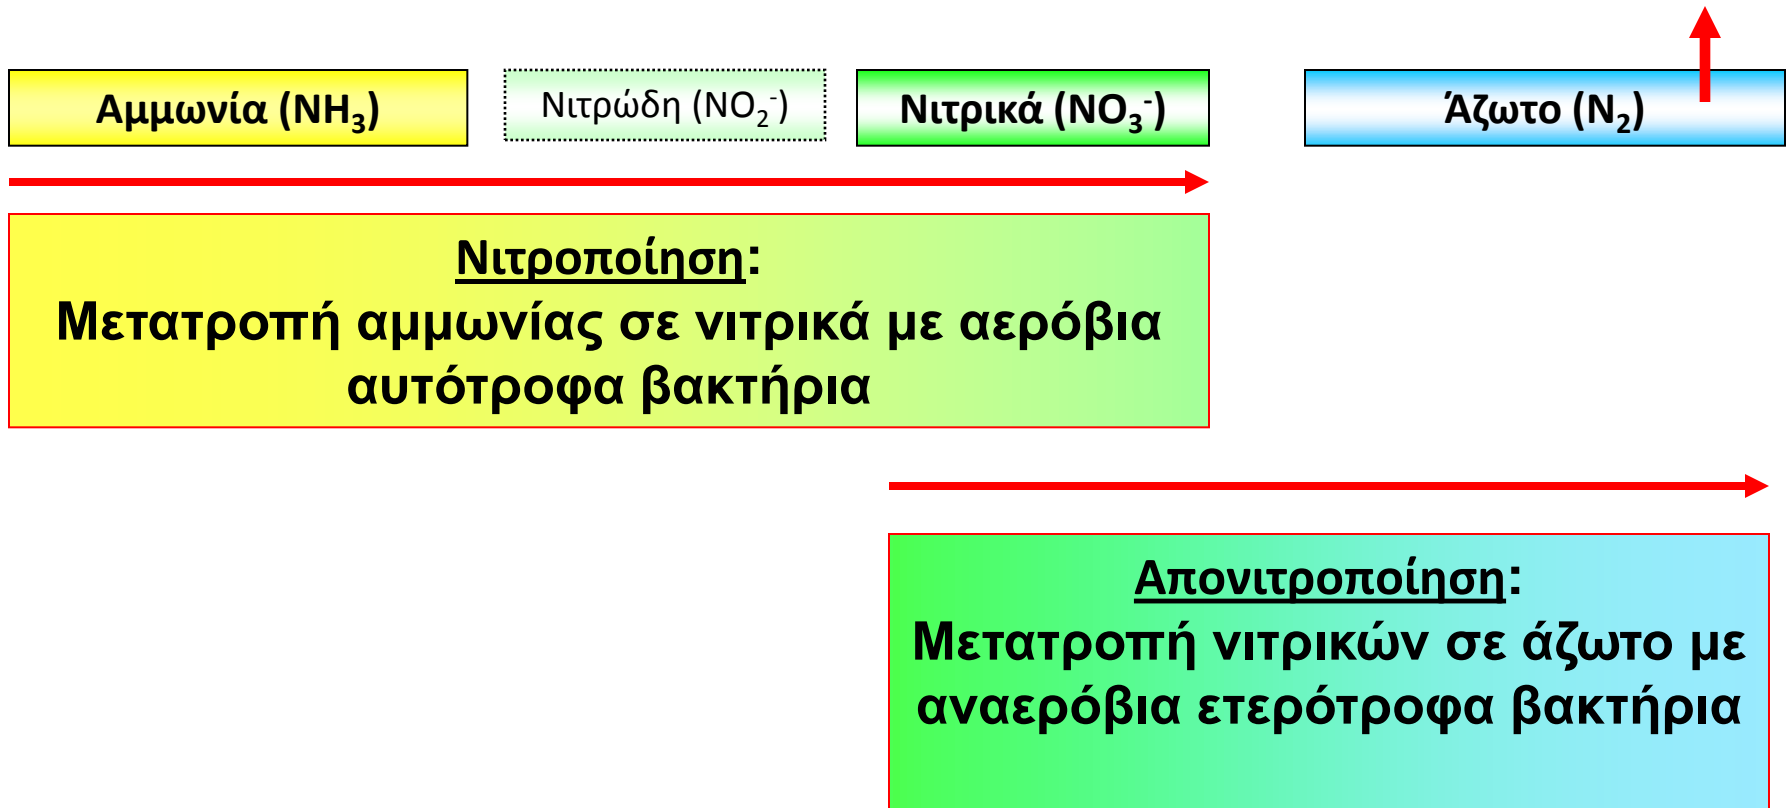 Αμμωνία (NH₃)
Νιτρώδη (NO₂⁻)
Νιτρικά (NO₃⁻)
Άζωτο (N₂)
Νιτροποίηση:
Μετατροπή αμμωνίας σε νιτρικά με αερόβια
αυτότροφα βακτήρια
Απονιτροποίηση:
Μετατροπή νιτρικών σε άζωτο με
αναερόβια ετερότροφα βακτήρια